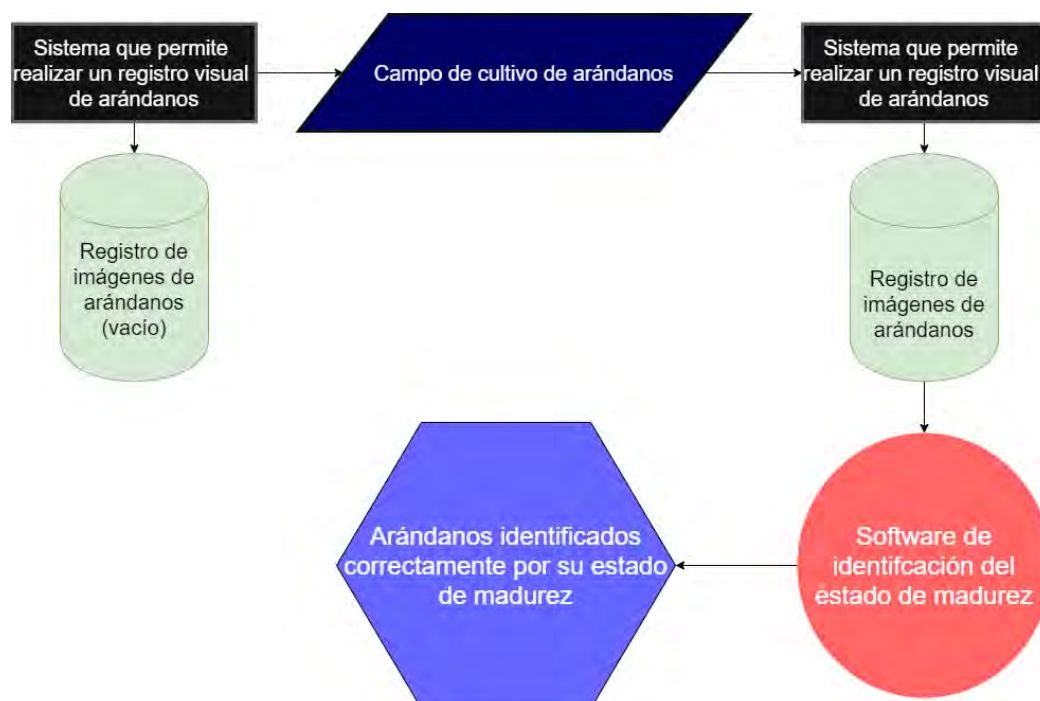 Sistema que permite
realizar un registro visual
de arándanos
Campo de cultivo de arándanos
Sistema que permite
realizar un registro visual
de arándanos
Registro de
imágenes de
arándanos
(vacío)
Registro de
imágenes de
arándanos
Arándanos identificados
correctamente por su estado
de madurez
Software de
identifcación del
estado de madurez